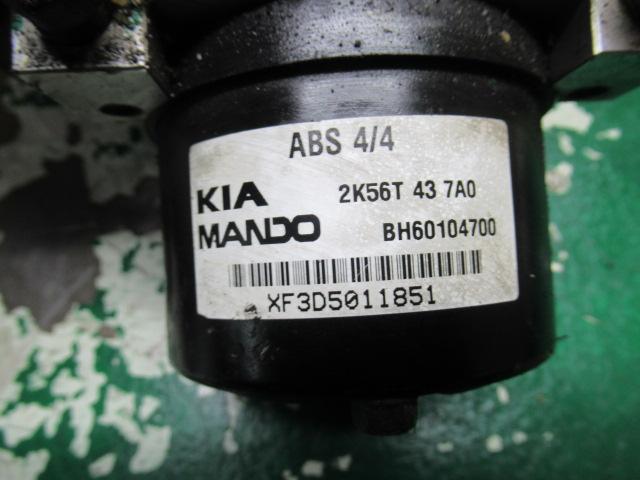 ABS 4/4
KIA 2K56T 43 7A0
MANDO BH60104700
XF3D5011851